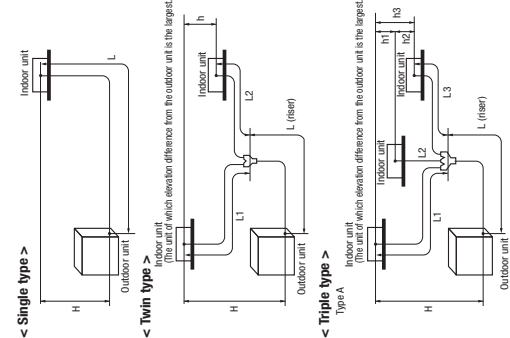 < Single type >
Indoor unit
L
H
Outdoor unit
< Twin type >
Indoor unit
(The unit of which elevation difference from the outdoor unit is the largest.
h
Indoor unit
L1
L2
L (riser)
H
Outdoor unit
< Triple type >
Type A
Indoor unit
(The unit of which elevation difference from the outdoor unit is the largest.
h3
h1
h2
Indoor unit
Indoor unit
L1
L2
L3
L (riser)
H
Outdoor unit